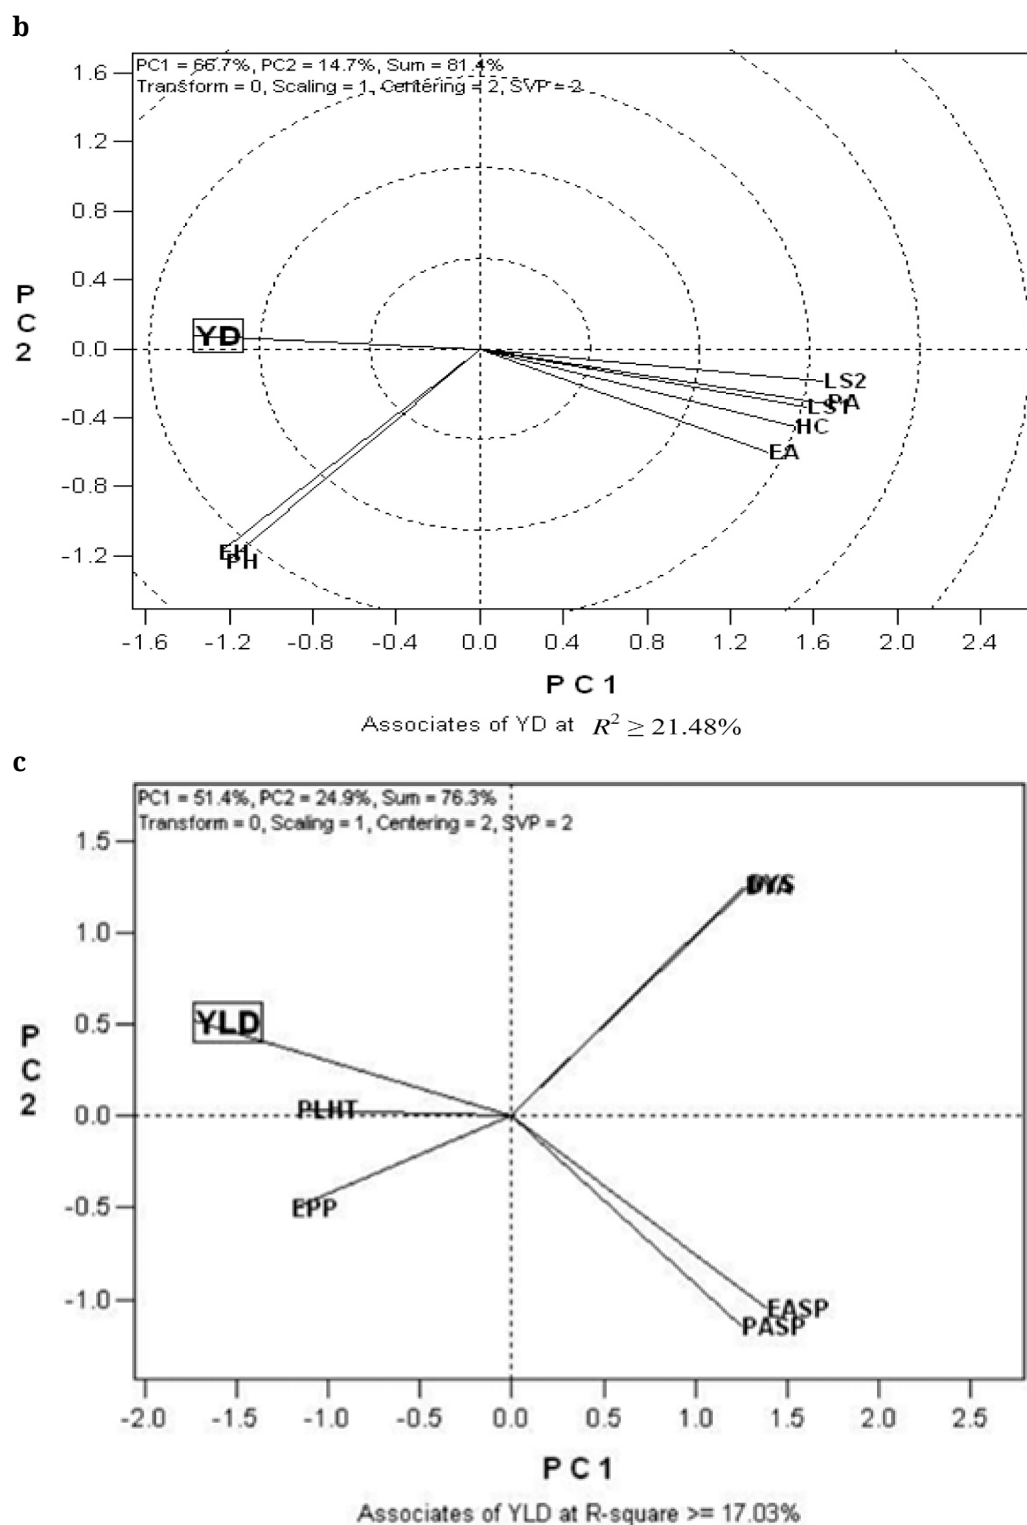 b
PC1 = 66.7%, PC2 = 14.7%, Sum = 81.4%
Transform = 0, Scaling = 1, Centering = 2, SVP = 2
1.6
1.2
0.8
0.4
0.0
-0.4
-0.8
-1.2
P
C
2
YD
LS2
PA
LS1
HC
EA
EH
PH
-1.6 -1.2 -0.8 -0.4 0.0 0.4 0.8 1.2 1.6 2.0 2.4
P C 1
Associates of YD at R² ≥ 21.48%
c
PC1 = 51.4%, PC2 = 24.9%, Sum = 76.3%
Transform = 0, Scaling = 1, Centering = 2, SVP = 2
1.5
1.0
0.5
0.0
-0.5
-1.0
P
C
2
YLD
PLHT
EPP
EASP
PASP
-2.0 -1.5 -1.0 -0.5 0.0 0.5 1.0 1.5 2.0 2.5
P C 1
Associates of YLD at R-square >= 17.03%